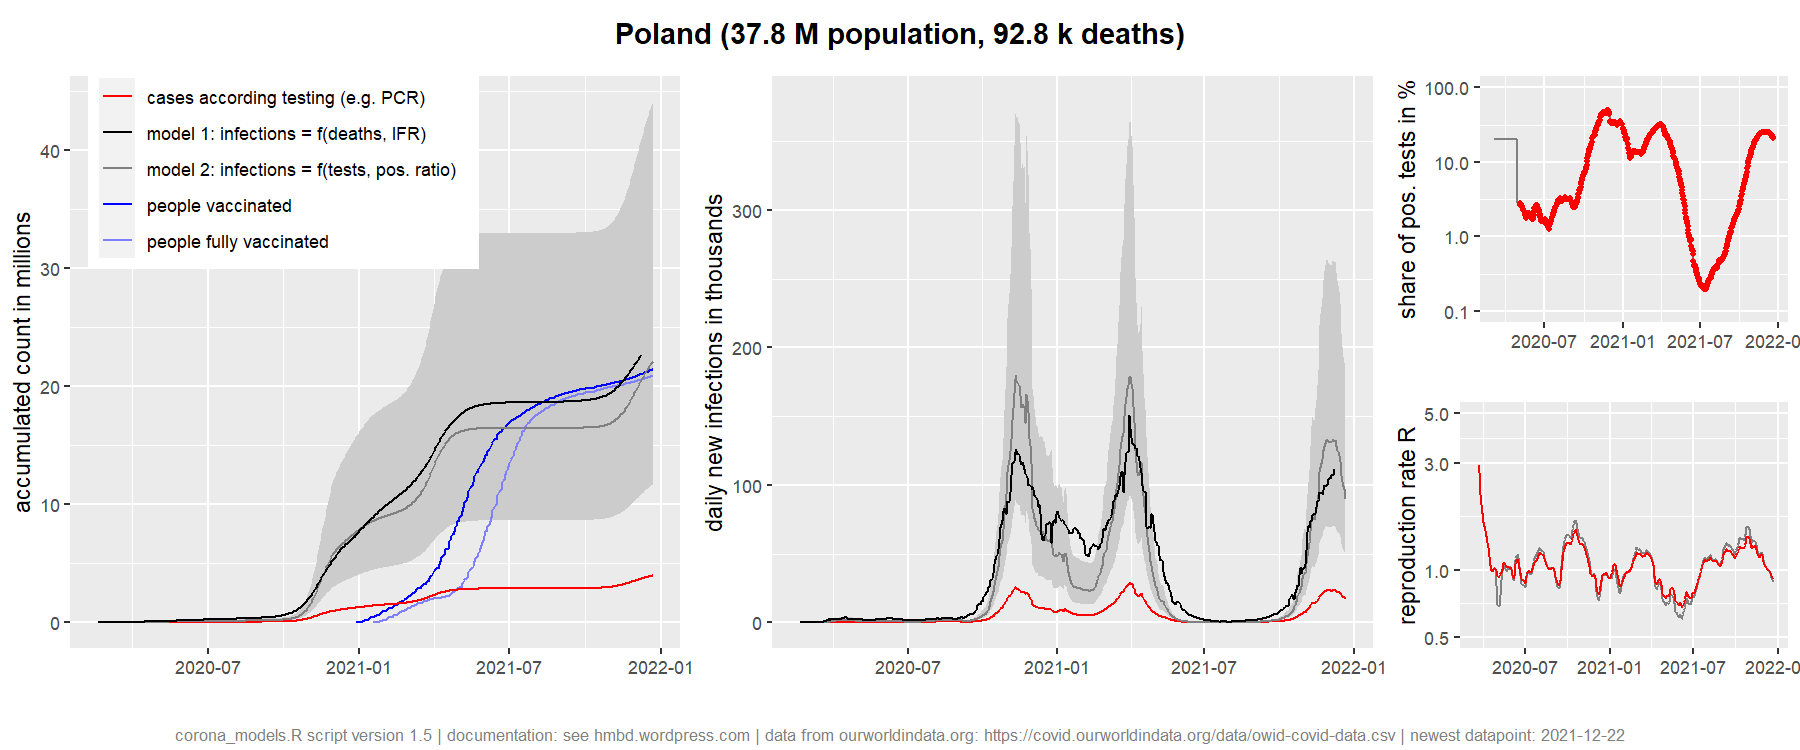 Poland (37.8 M population, 92.8 k deaths)
accumulated count in millions
40
30
20
10
0
cases according testing (e.g. PCR)
model 1: infections = f(deaths, IFR)
model 2: infections = f(tests, pos. ratio)
people vaccinated
people fully vaccinated
2020-07 2021-01 2021-07 2022-01
daily new infections in thousands
300
200
100
0
2020-07 2021-01 2021-07 2022-01
share of pos. tests in %
100.0
10.0
1.0
0.1
2020-07 2021-01 2021-07 2022-0
reproduction rate R
5.0
3.0
1.0
0.5
2020-07 2021-01 2021-07 2022-0
corona_models.R script version 1.5 | documentation: see hmbd.wordpress.com | data from ourworldindata.org: https://covid.ourworldindata.org/data/owid-covid-data.csv | newest datapoint: 2021-12-22